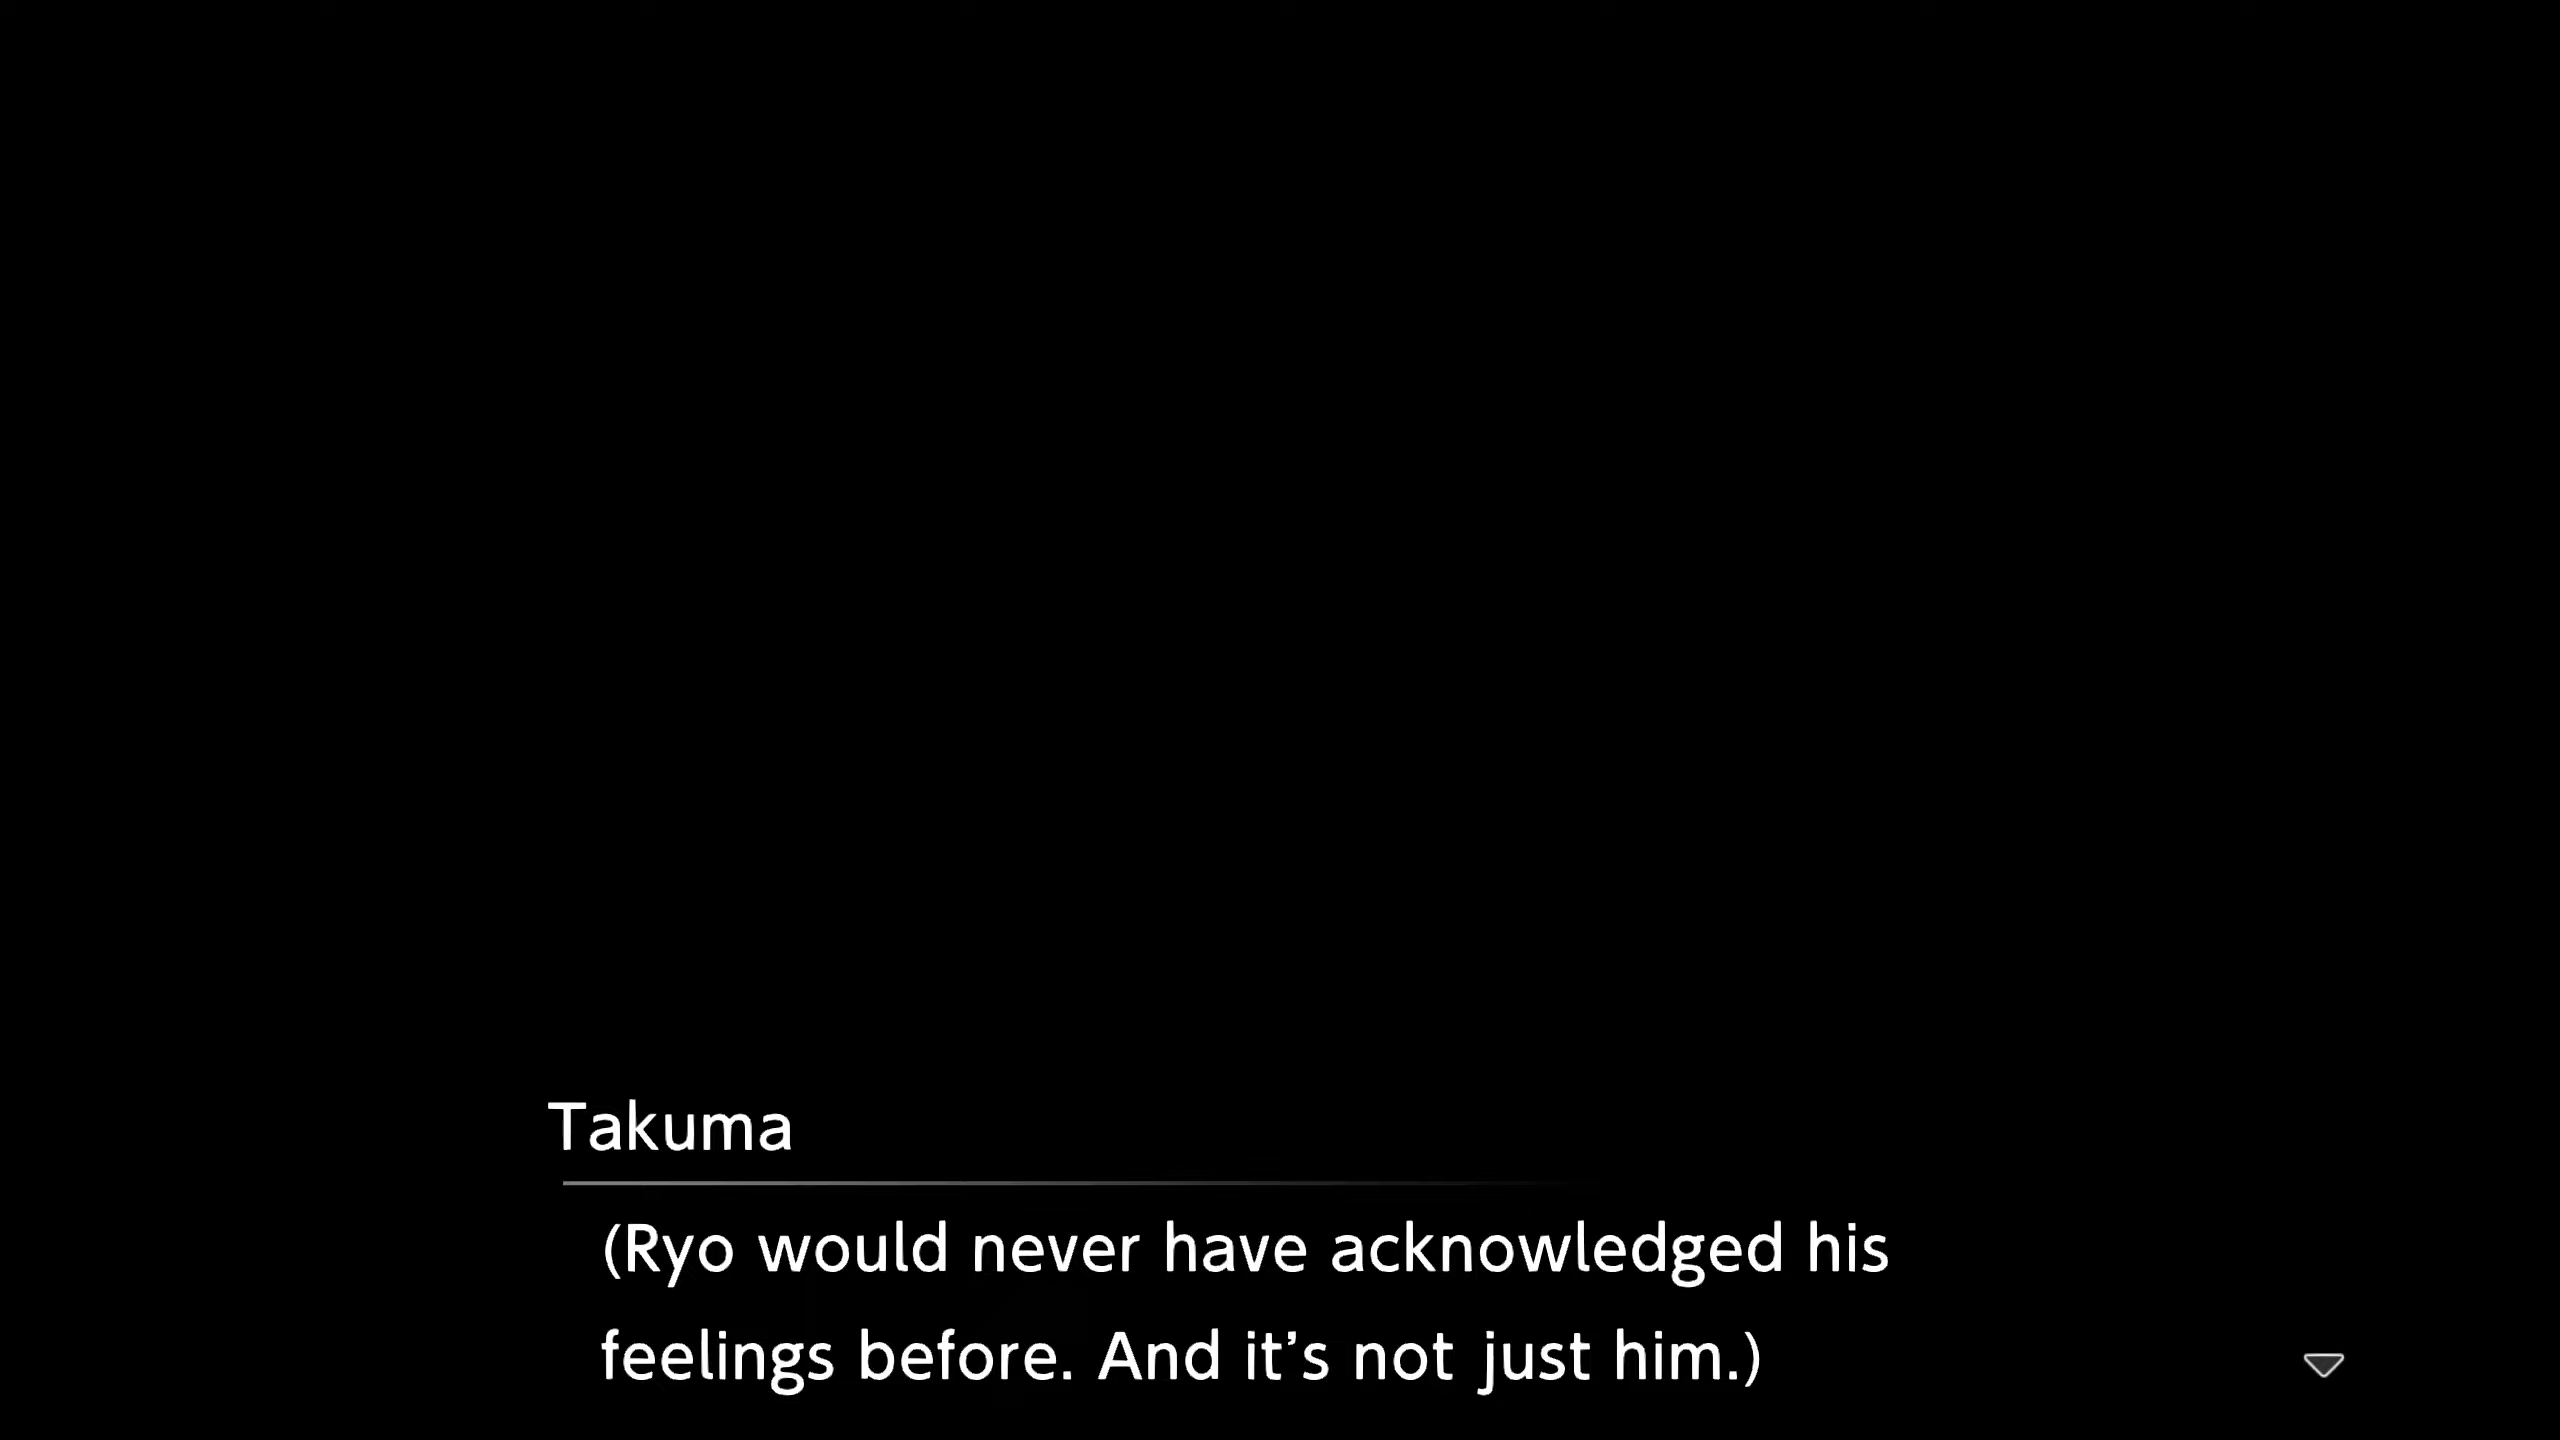 Takuma
(Ryo would never have acknowledged his
feelings before. And it’s not just him.)